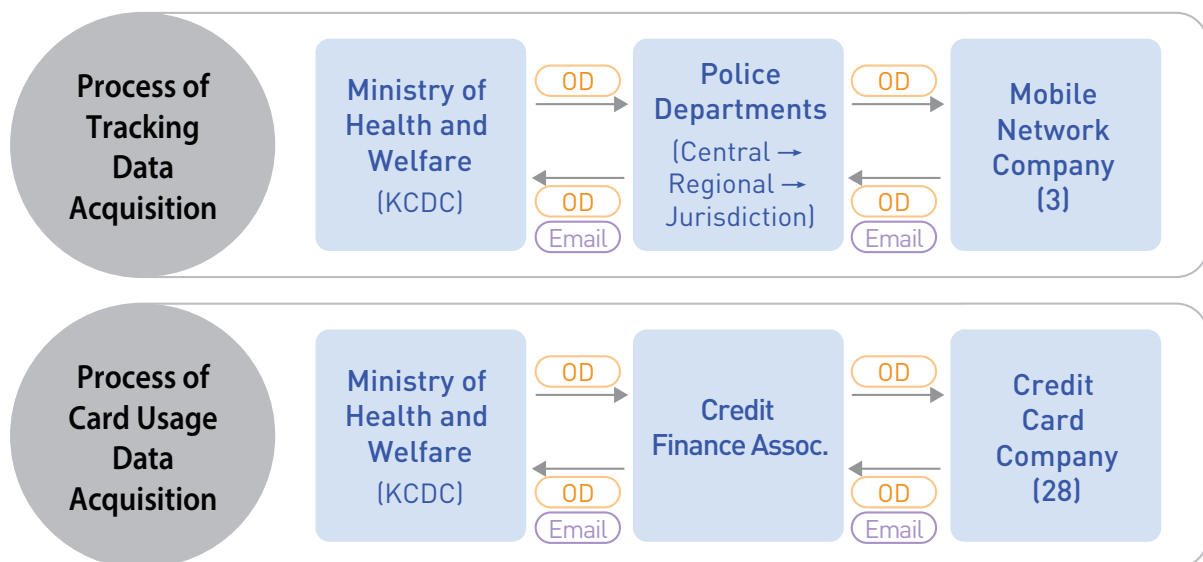 Process of
Tracking
Data
Acquisition
Ministry of
Health and
Welfare
(KCDC)
OD
OD
Email
Police
Departments
(Central →
Regional →
Jurisdiction)
OD
OD
Email
Mobile
Network
Company
(3)
Process of
Card Usage
Data
Acquisition
Ministry of
Health and
Welfare
(KCDC)
OD
OD
Email
Credit
Finance Assoc.
OD
OD
Email
Credit
Card
Company
(28)